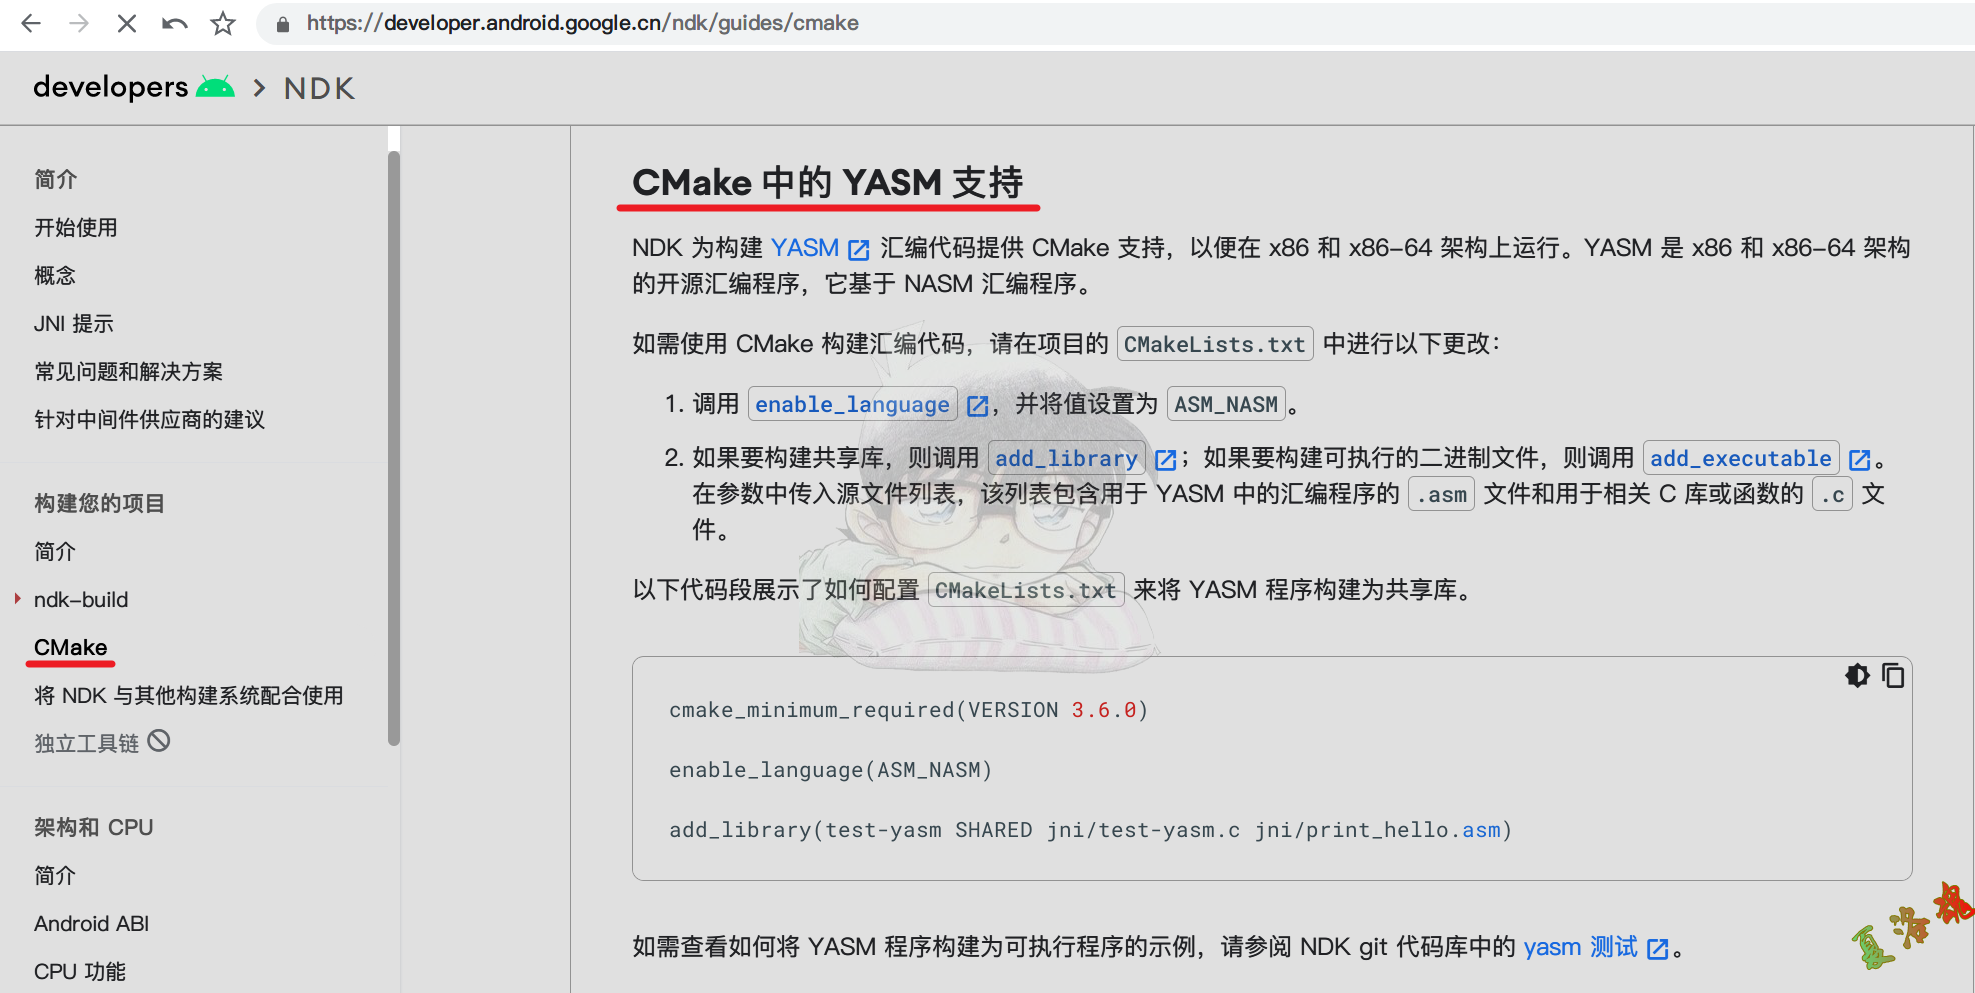 https://developer.android.google.cn/ndk/guides/cmake
developers > NDK
简介
开始使用
概念
JNI 提示
常见问题和解决方案
针对中间件供应商的建议
构建您的项目
简介
ndk-build
CMake
将 NDK 与其他构建系统配合使用
独立工具链
架构和 CPU
简介
Android ABI
CPU 功能
CMake 中的 YASM 支持
NDK 为构建 YASM 汇编代码提供 CMake 支持，以便在 x86 和 x86-64 架构上运行。YASM 是 x86 和 x86-64 架构
的开源汇编程序，它基于 NASM 汇编程序。
如需使用 CMake 构建汇编代码，请在项目的 CMakeLists.txt 中进行以下更改：
1. 调用 enable_language，并将值设置为 ASM_NASM。
2. 如果要构建共享库，则调用 add_library；如果要构建可执行的二进制文件，则调用 add_executable。
在参数中传入源文件列表，该列表包含用于 YASM 中的汇编程序的 .asm 文件和用于相关 C 库或函数的 .c 文
件。
以下代码段展示了如何配置 CMakeLists.txt 来将 YASM 程序构建为共享库。
cmake_minimum_required(VERSION 3.6.0)
enable_language(ASM_NASM)
add_library(test-yasm SHARED jni/test-yasm.c jni/print_hello.asm)
如需查看如何将 YASM 程序构建为可执行程序的示例，请参阅 NDK git 代码库中的 yasm 测试。
夏洛魂